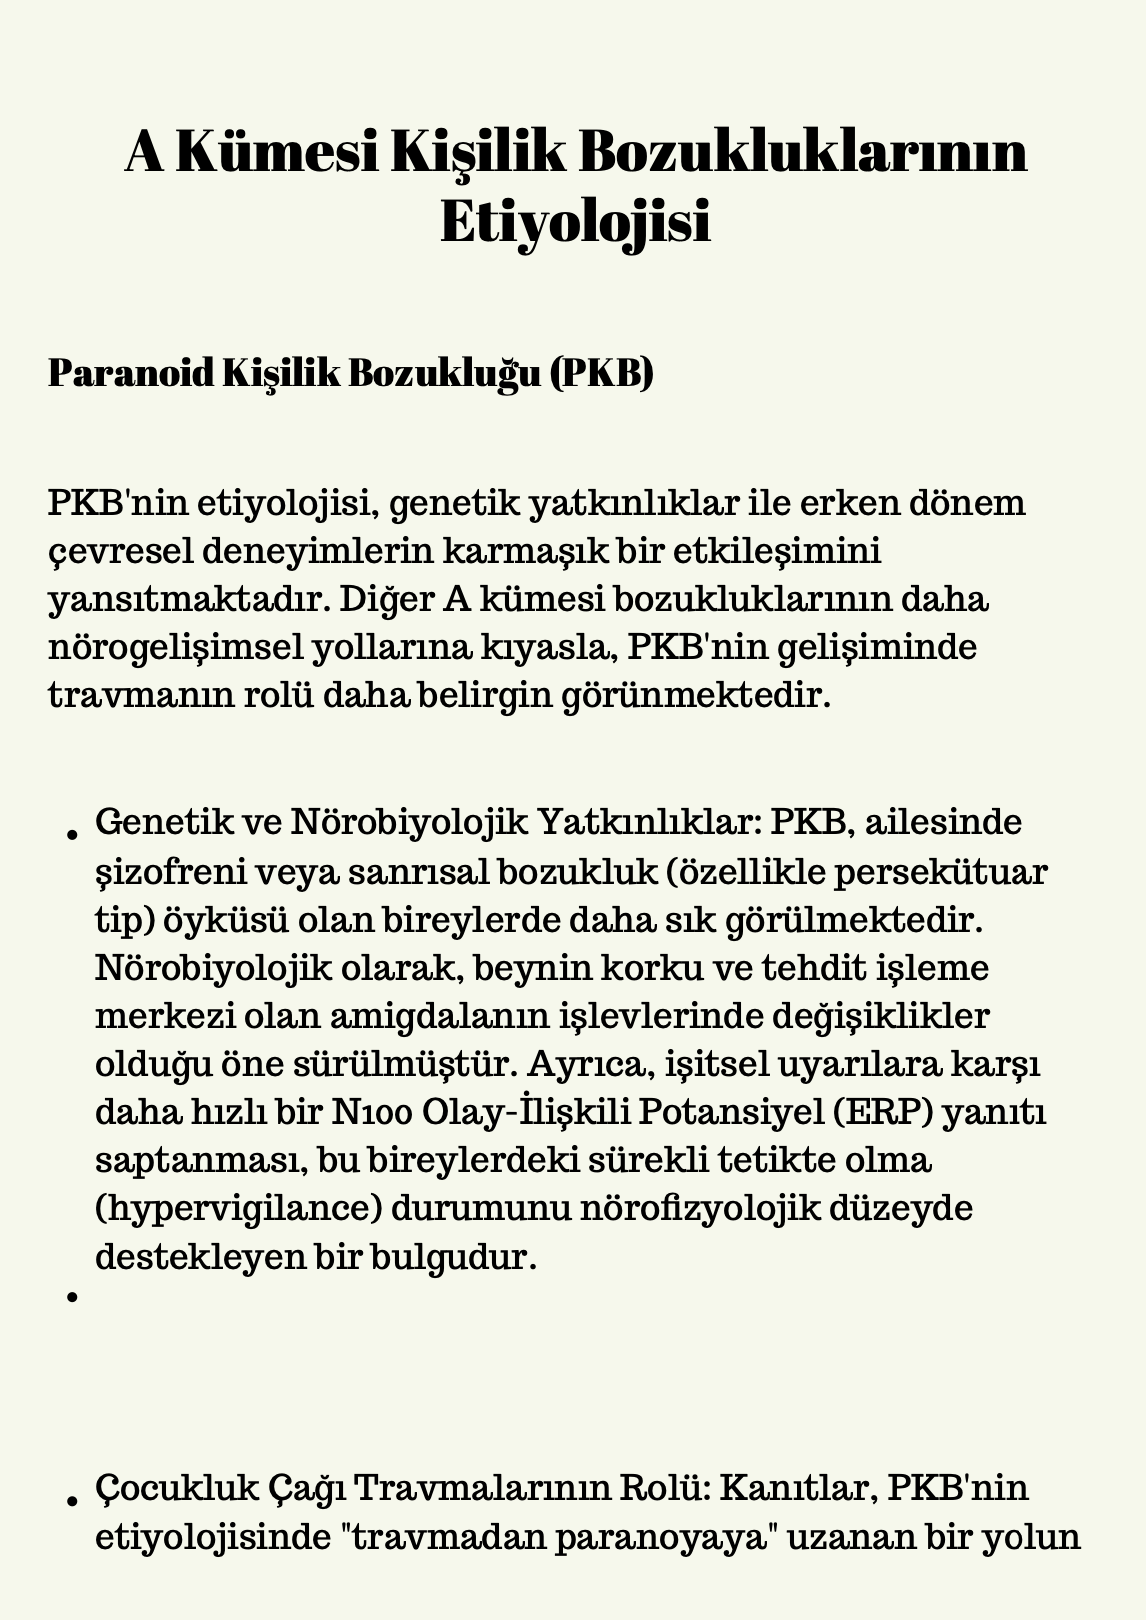 A Kümesi Kişilik Bozukluklarının
Etiyolojisi
Paranoid Kişilik Bozukluğu (PKB)
PKB'nin etiyolojisi, genetik yatkınlıklar ile erken dönem
çevresel deneyimlerin karmaşık bir etkileşimini
yansıtmaktadır. Diğer A kümesi bozukluklarının daha
nörogelişimsel yollarına kıyasla, PKB'nin gelişiminde
travmanın rolü daha belirgin görünmektedir.
• Genetik ve Nörobiyolojik Yatkınlıklar: PKB, ailesinde
şizofreni veya sanrısal bozukluk (özellikle persekütuar
tip) öyküsü olan bireylerde daha sık görülmektedir.
Nörobiyolojik olarak, beynin korku ve tehdit işleme
merkezi olan amigdalanın işlevlerinde değişiklikler
olduğu öne sürülmüştür. Ayrıca, işitsel uyarılara karşı
daha hızlı bir N100 Olay-İlişkili Potansiyel (ERP) yanıtı
saptanması, bu bireylerdeki sürekli tetikte olma
(hypervigilance) durumunu nörofizyolojik düzeyde
destekleyen bir bulgudur.
•
• Çocukluk Çağı Travmalarının Rolü: Kanıtlar, PKB'nin
etiyolojisinde "travmadan paranoyaya" uzanan bir yolun